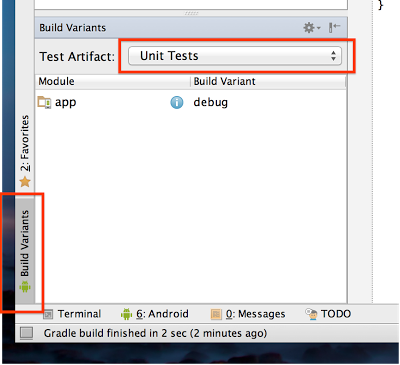 }
Build Variants
Test Artifact: Unit Tests
Module Build Variant
app debug
2: Favorites
Build Variants
Terminal 6: Android 0: Messages TODO
Gradle build finished in 2 sec (2 minutes ago)